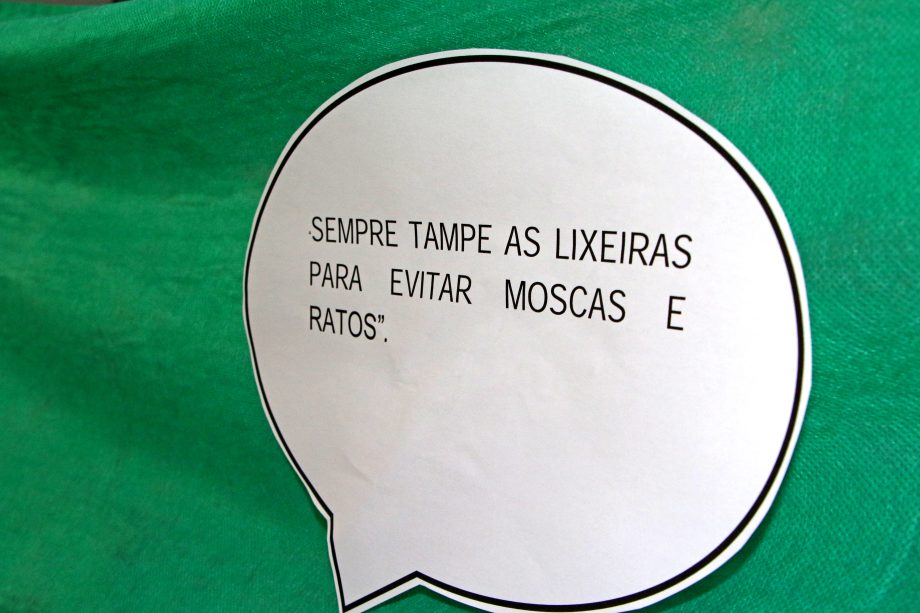 .SEMPRE TAMPE AS LIXEIRAS
PARA EVITAR MOSCAS E
RATOS”.